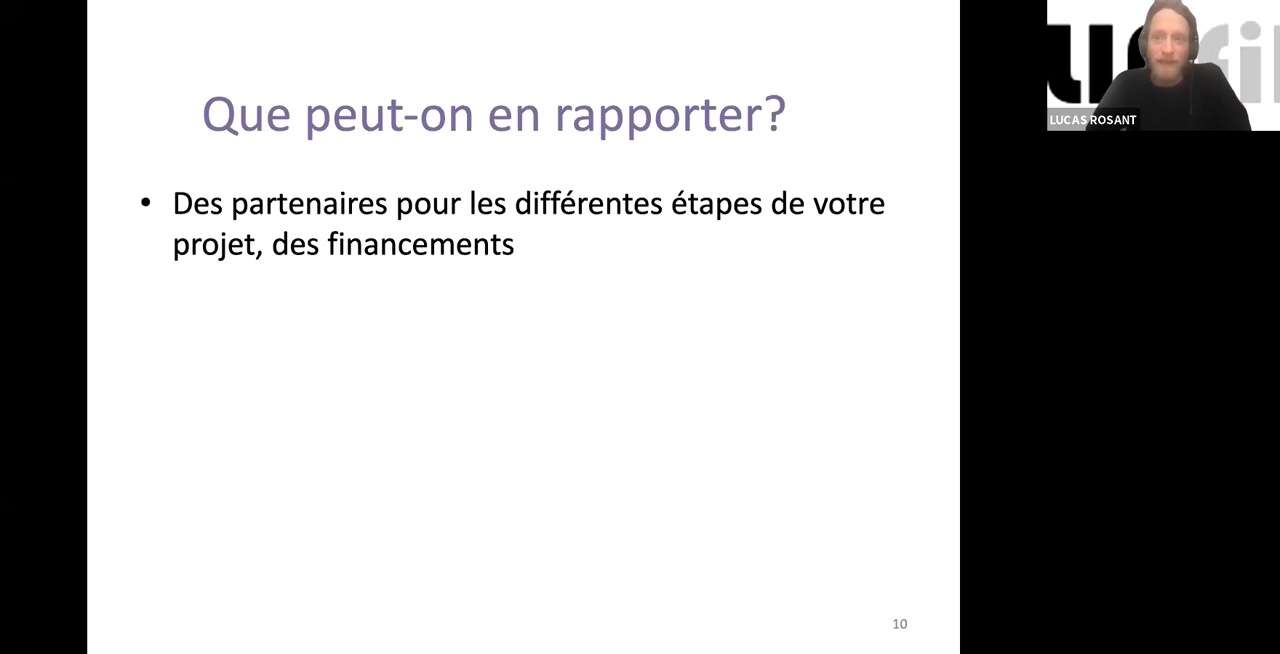 Que peut-on en rapporter?
• Des partenaires pour les différentes étapes de votre
projet, des financements
10
LUCAS ROSANT